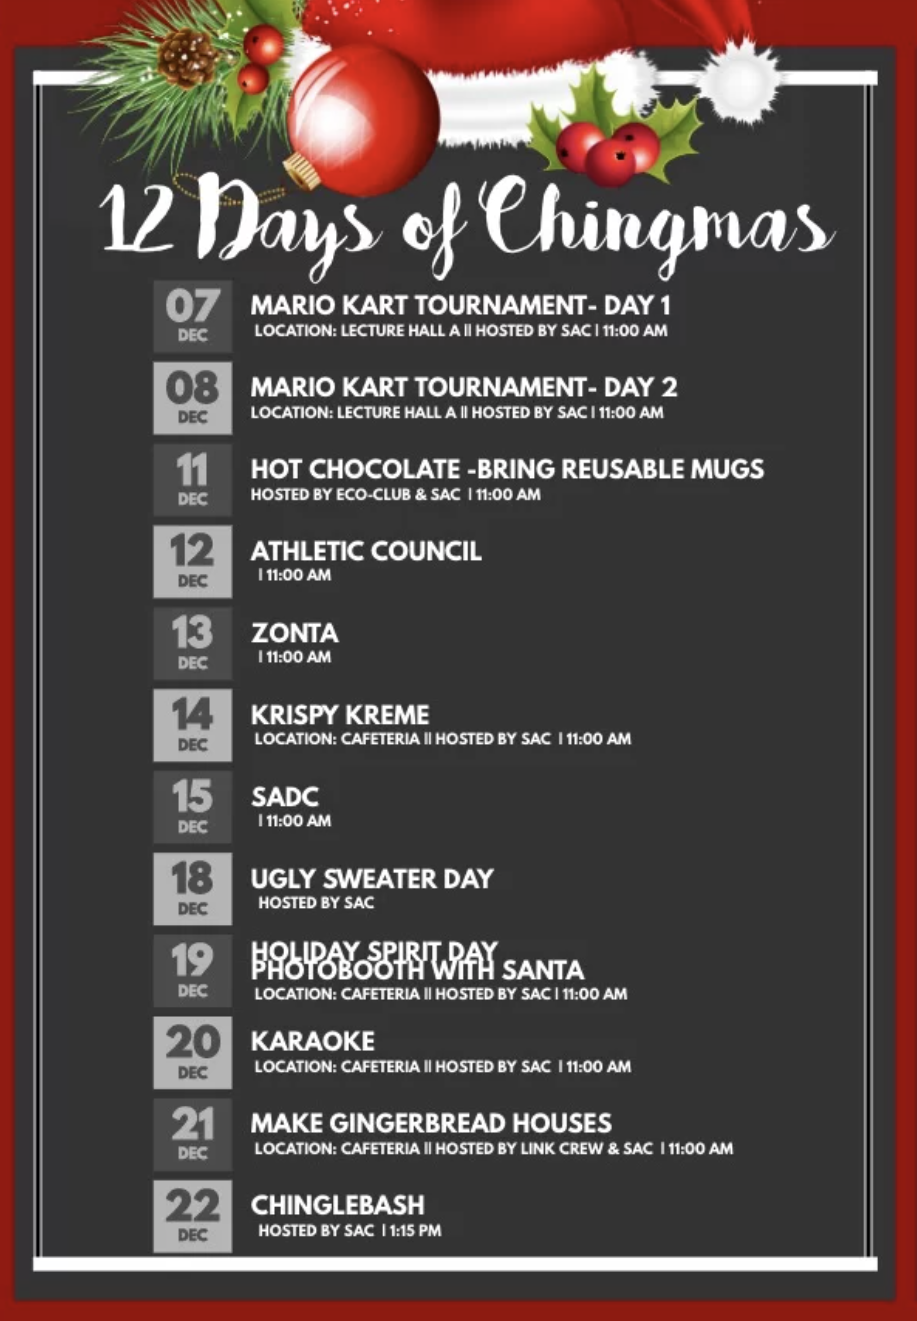 12 Days of Chingmas
07
DEC
MARIO KART TOURNAMENT- DAY 1
LOCATION: LECTURE HALL A || HOSTED BY SAC | 11:00 AM
08
DEC
MARIO KART TOURNAMENT- DAY 2
LOCATION: LECTURE HALL A || HOSTED BY SAC | 11:00 AM
11
DEC
HOT CHOCOLATE -BRING REUSABLE MUGS
HOSTED BY ECO-CLUB & SAC | 11:00 AM
12
DEC
ATHLETIC COUNCIL
| 11:00 AM
13
DEC
ZONTA
| 11:00 AM
14
DEC
KRISPY KREME
LOCATION: CAFETERIA || HOSTED BY SAC | 11:00 AM
15
DEC
SADC
| 11:00 AM
18
DEC
UGLY SWEATER DAY
HOSTED BY SAC
19
DEC
HOLIDAY SPIRIT DAY
PHOTOBOOTH WITH SANTA
LOCATION: CAFETERIA || HOSTED BY SAC | 11:00 AM
20
DEC
KARAOKE
LOCATION: CAFETERIA || HOSTED BY SAC | 11:00 AM
21
DEC
MAKE GINGERBREAD HOUSES
LOCATION: CAFETERIA || HOSTED BY LINK CREW & SAC | 11:00 AM
22
DEC
CHINGLEBASH
HOSTED BY SAC | 1:15 PM